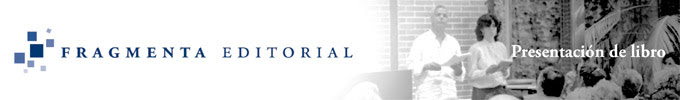 FRAGMENTA EDITORIAL
Presentación de libro